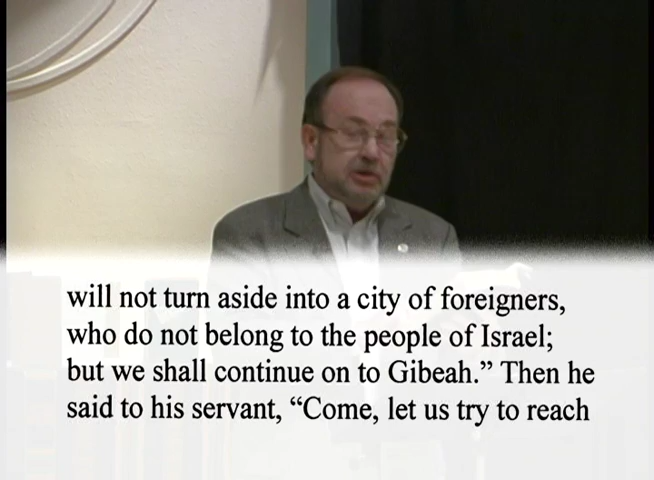 will not turn aside into a city of foreigners,
who do not belong to the people of Israel;
but we shall continue on to Gibeah.” Then he
said to his servant, “Come, let us try to reach